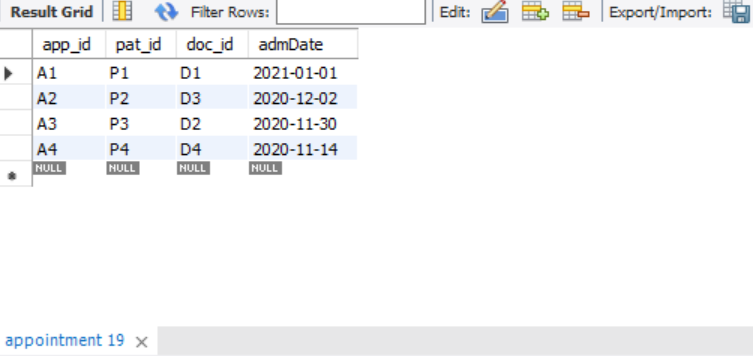 Result Grid Filter Rows: Edit: Export/Import:
app_id pat_id doc_id admDate
A1 P1 D1 2021-01-01
A2 P2 D3 2020-12-02
A3 P3 D2 2020-11-30
A4 P4 D4 2020-11-14
NULL NULL NULL NULL
appointment 19